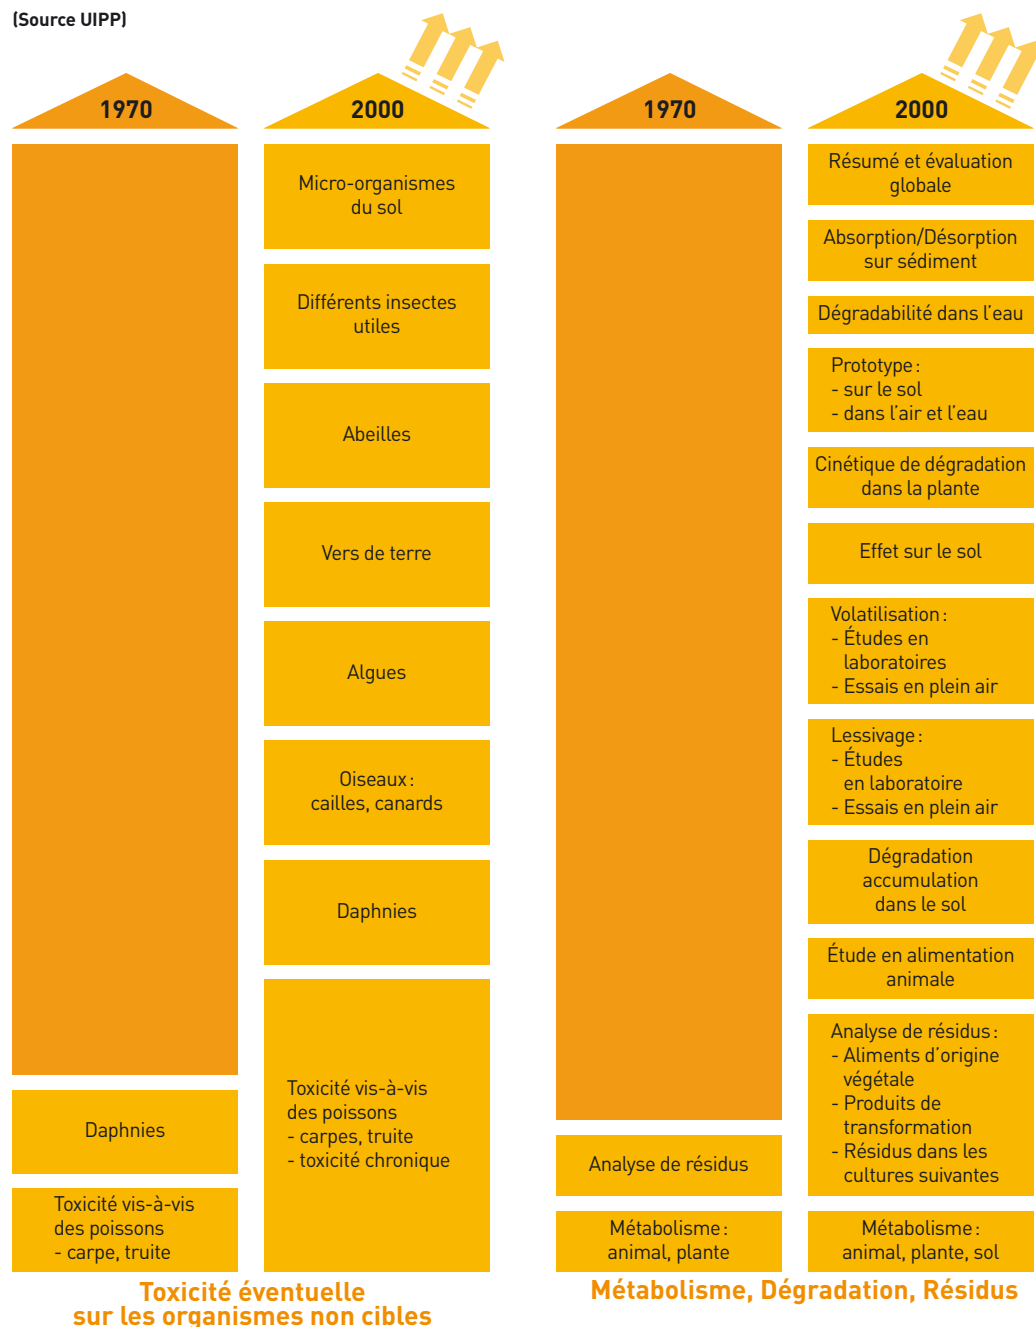 (Source UIPP)
1970
Daphnies
Toxicité vis-à-vis
des poissons
- carpe, truite
2000
Micro-organismes
du sol
Différents insectes
utiles
Abeilles
Vers de terre
Algues
Oiseaux :
cailles, canards
Daphnies
Toxicité vis-à-vis
des poissons
- carpes, truite
- toxicité chronique
Toxicité éventuelle
sur les organismes non cibles
1970
Analyse de résidus
Métabolisme :
animal, plante
2000
Résumé et évaluation
globale
Absorption/Désorption
sur sédiment
Dégradabilité dans l'eau
Prototype :
- sur le sol
- dans l'air et l'eau
Cinétique de dégradation
dans la plante
Effet sur le sol
Volatilisation :
- Études en
laboratoires
- Essais en plein air
Lessivage :
- Études
en laboratoire
- Essais en plein air
Dégradation
accumulation
dans le sol
Étude en alimentation
animale
Analyse de résidus :
- Aliments d'origine
végétale
- Produits de
transformation
- Résidus dans les
cultures suivantes
Métabolisme :
animal, plante, sol
Métabolisme, Dégradation, Résidus